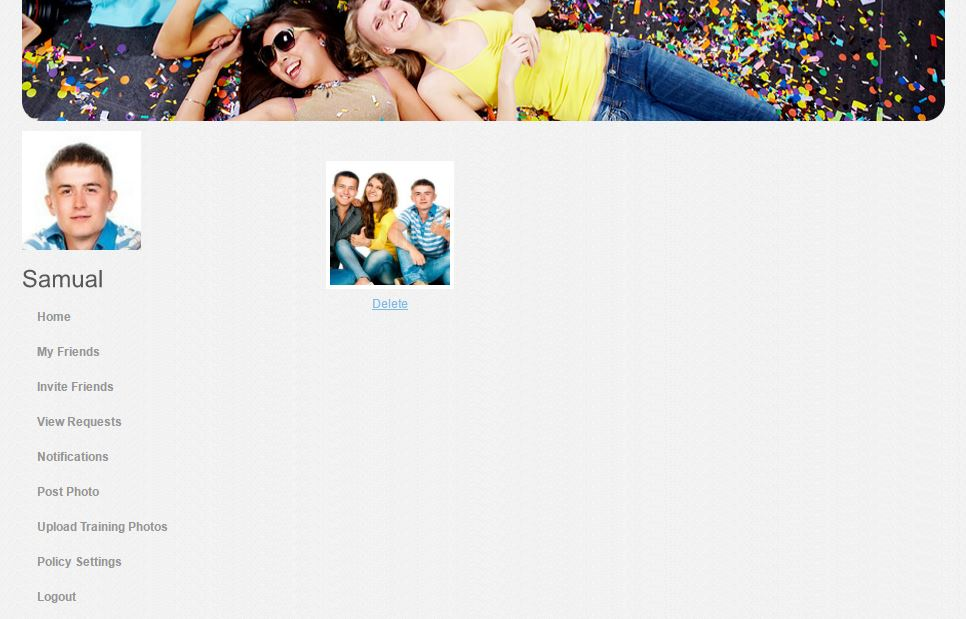 Samual
Home
My Friends
Invite Friends
View Requests
Notifications
Post Photo
Upload Training Photos
Policy Settings
Logout
Delete